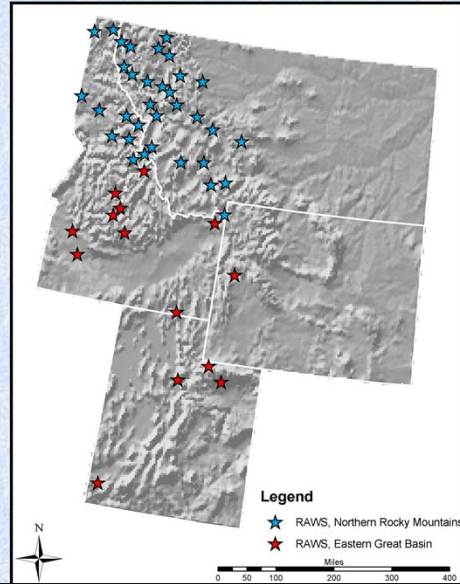 Legend
RAWS, Northern Rocky Mountains
RAWS, Eastern Great Basin
N
Miles
0 50 100 200 300 400